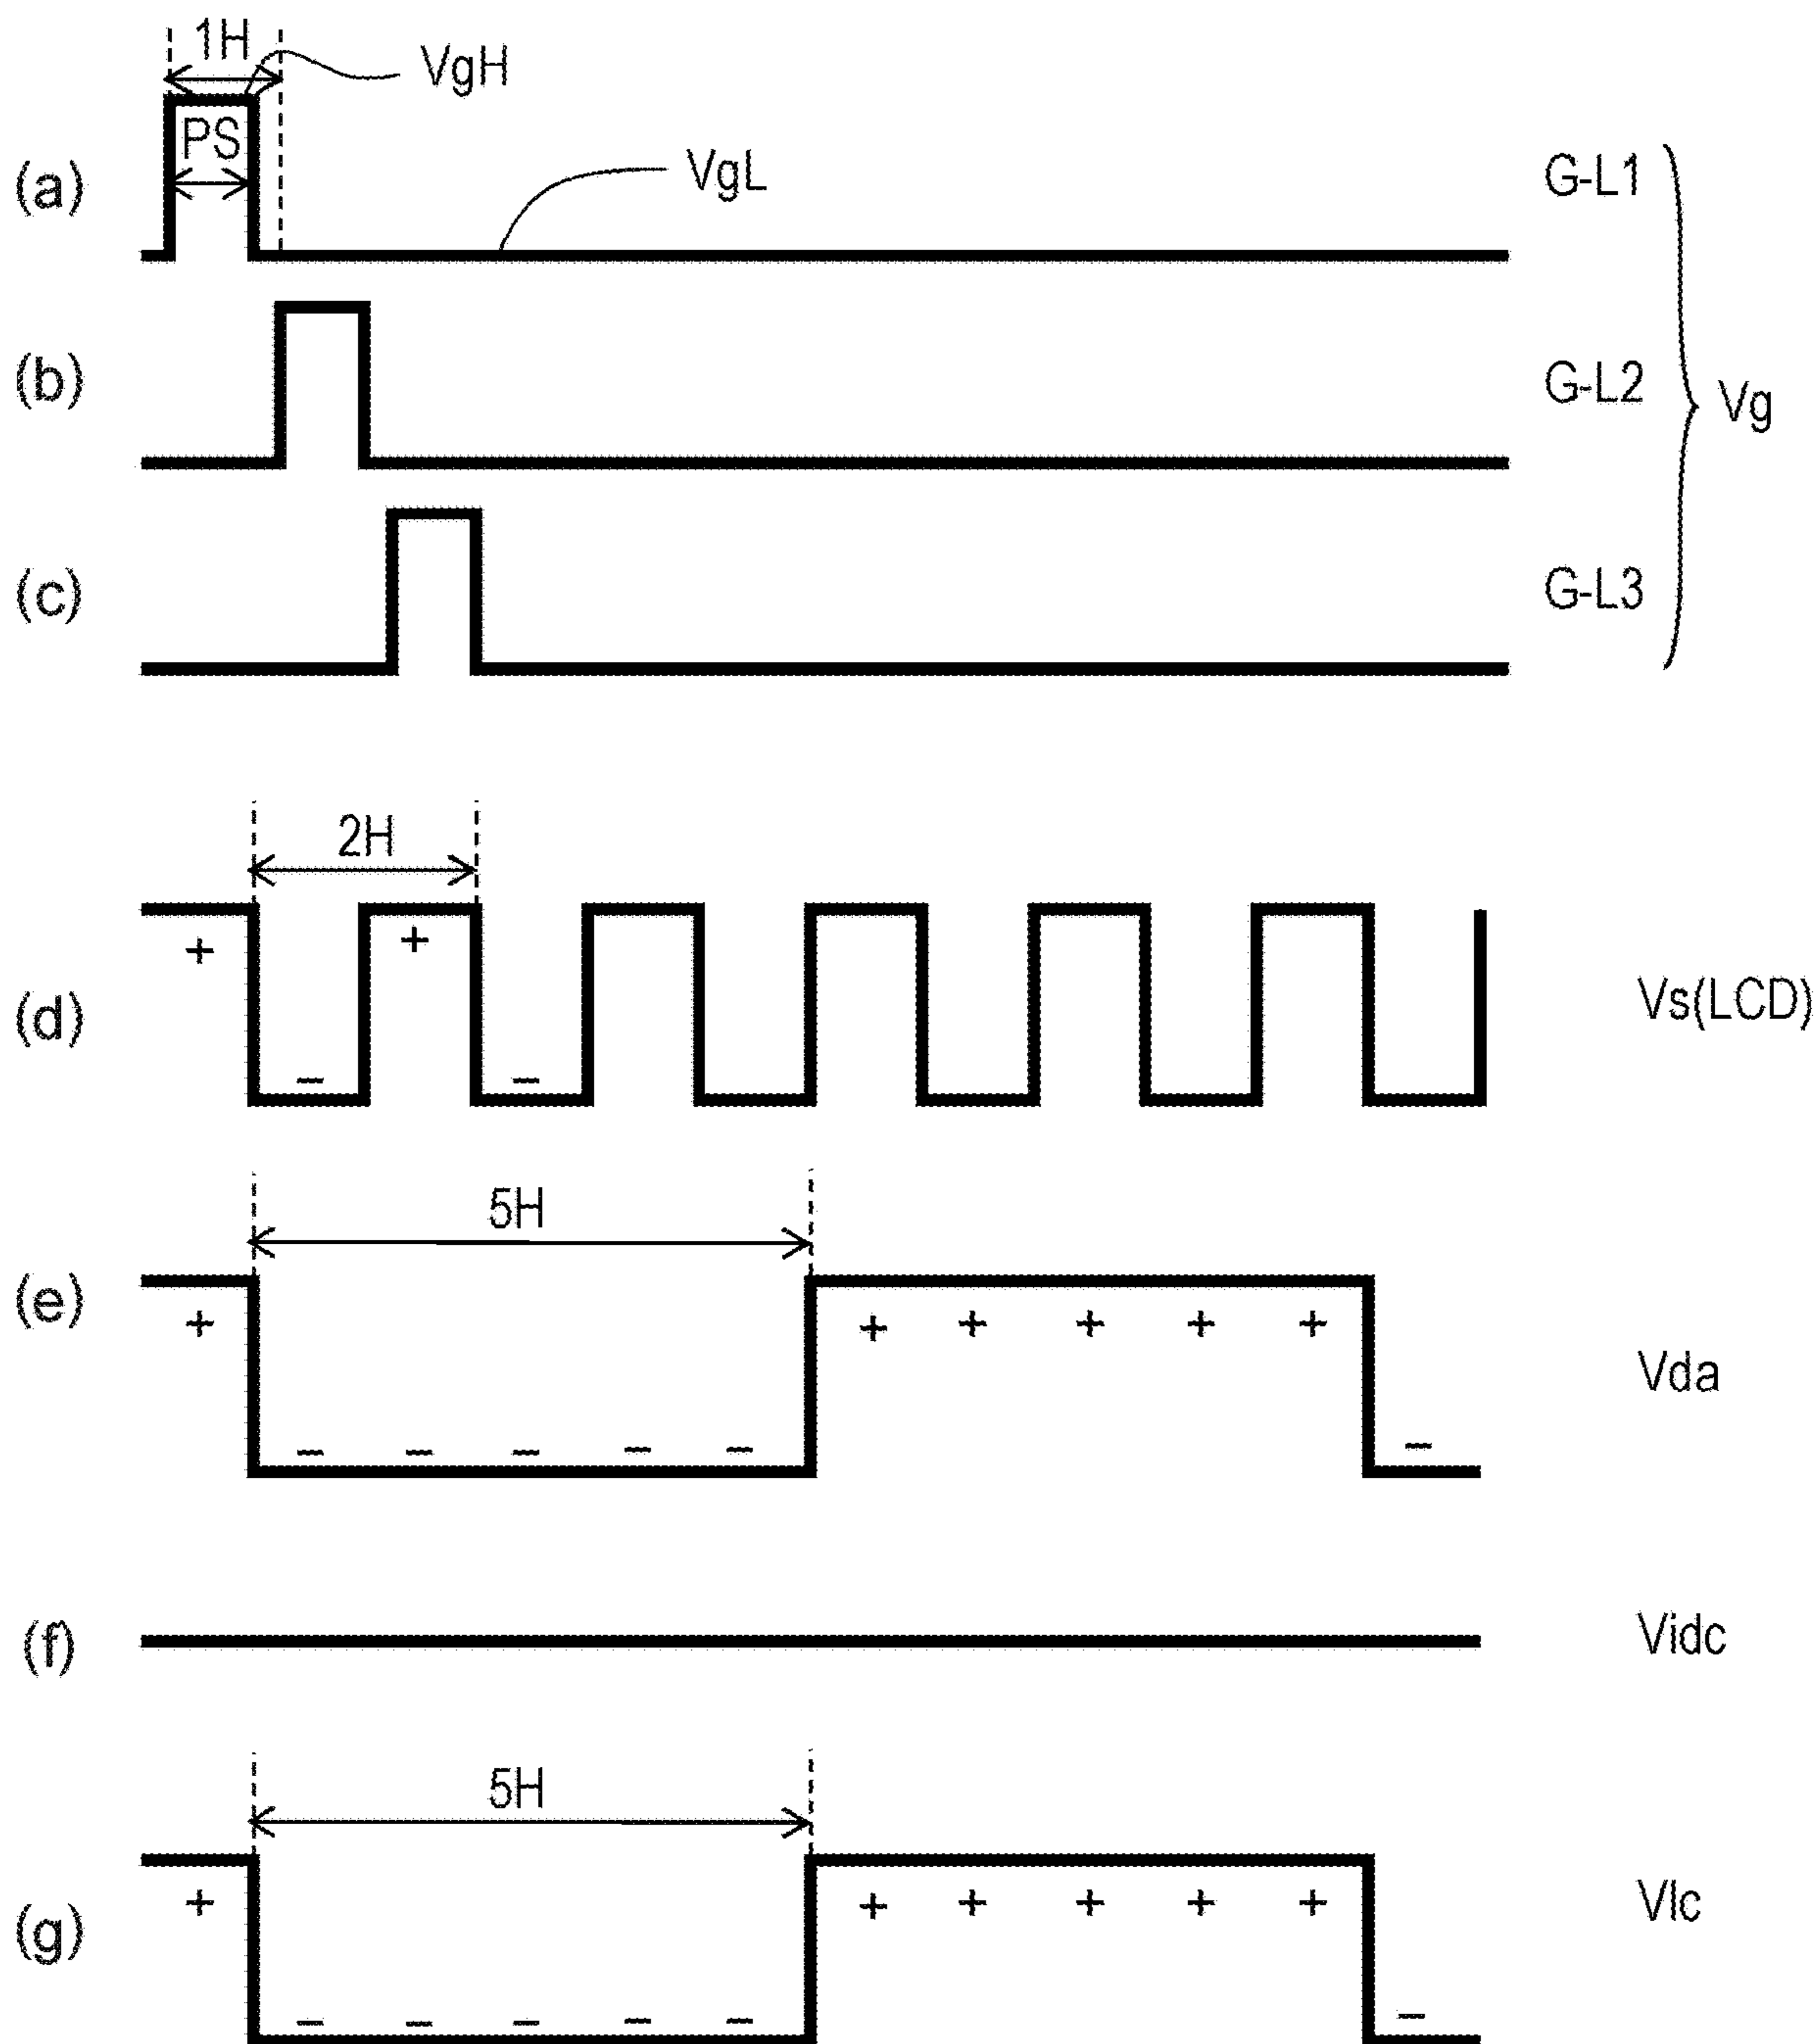 1H
VgH
PS
(a)
VgL
G-L1
(b)
G-L2
Vg
(c)
G-L3
2H
+ +
(d)
Vs(LCD)
− −
5H
(e)
+ + + + + +
Vda
− − − − − −
(f)
Vidc
5H
+ + + + + +
Vlc
(g)
− − − − − −